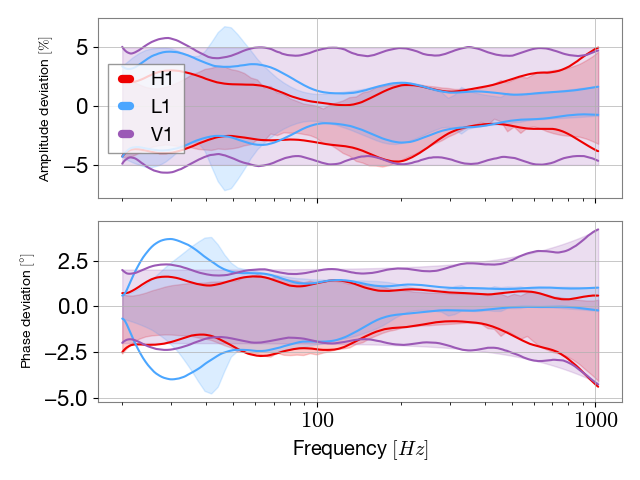 Amplitude deviation [%]
5
0
−5
H1
L1
V1
Phase deviation [°]
2.5
0.0
−2.5
−5.0
100
1000
Frequency [Hz]